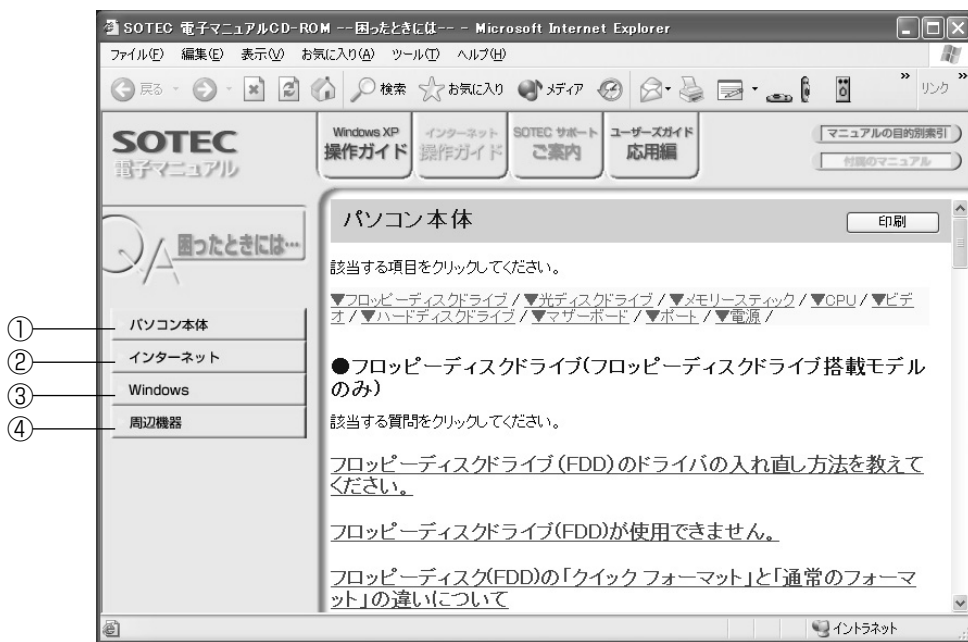 SOTEC 電子マニュアルCD-ROM --困ったときには-- - Microsoft Internet Explorer
ファイル(F) 編集(E) 表示(V) お気に入り(A) ツール(T) ヘルプ(H)
戻る 検索 お気に入り メディア » リンク »
SOTEC
電子マニュアル
Windows XP
操作ガイド
インターネット
操作ガイド
SOTEC サポート
ご案内
ユーザーズガイド
応用編
マニュアルの目的別索引
付属のマニュアル
QA 困ったときには…
① パソコン本体
② インターネット
③ Windows
④ 周辺機器
パソコン本体
印刷
該当する項目をクリックしてください。
▼フロッピーディスクドライブ / ▼光ディスクドライブ / ▼メモリースティック / ▼CPU / ▼ビデ
オ / ▼ハードディスクドライブ / ▼マザーボード / ▼ポート / ▼電源 /
●フロッピーディスクドライブ(フロッピーディスクドライブ搭載モデル
のみ)
該当する質問をクリックしてください。
フロッピーディスクドライブ(FDD)のドライバの入れ直し方法を教えて
ください。
フロッピーディスクドライブ(FDD)が使用できません。
フロッピーディスク(FDD)の「クイックフォーマット」と「通常のフォーマ
ット」の違いについて
イントラネット